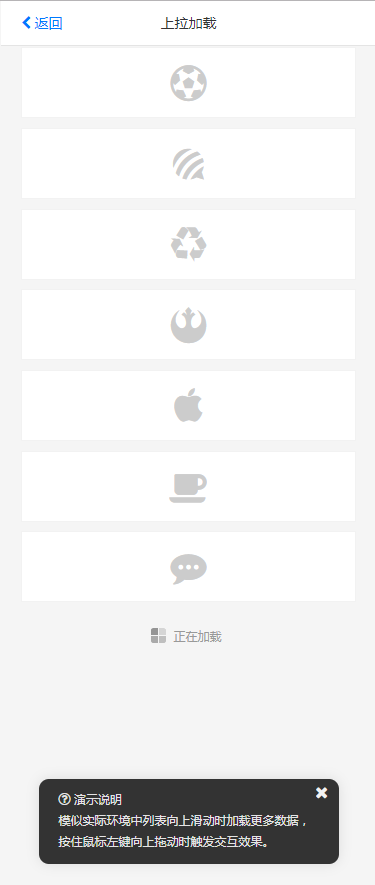 返回
上拉加载
正在加载
演示说明
模似实际环境中列表向上滑动时加载更多数据，
按住鼠标左键向上拖动时触发交互效果。